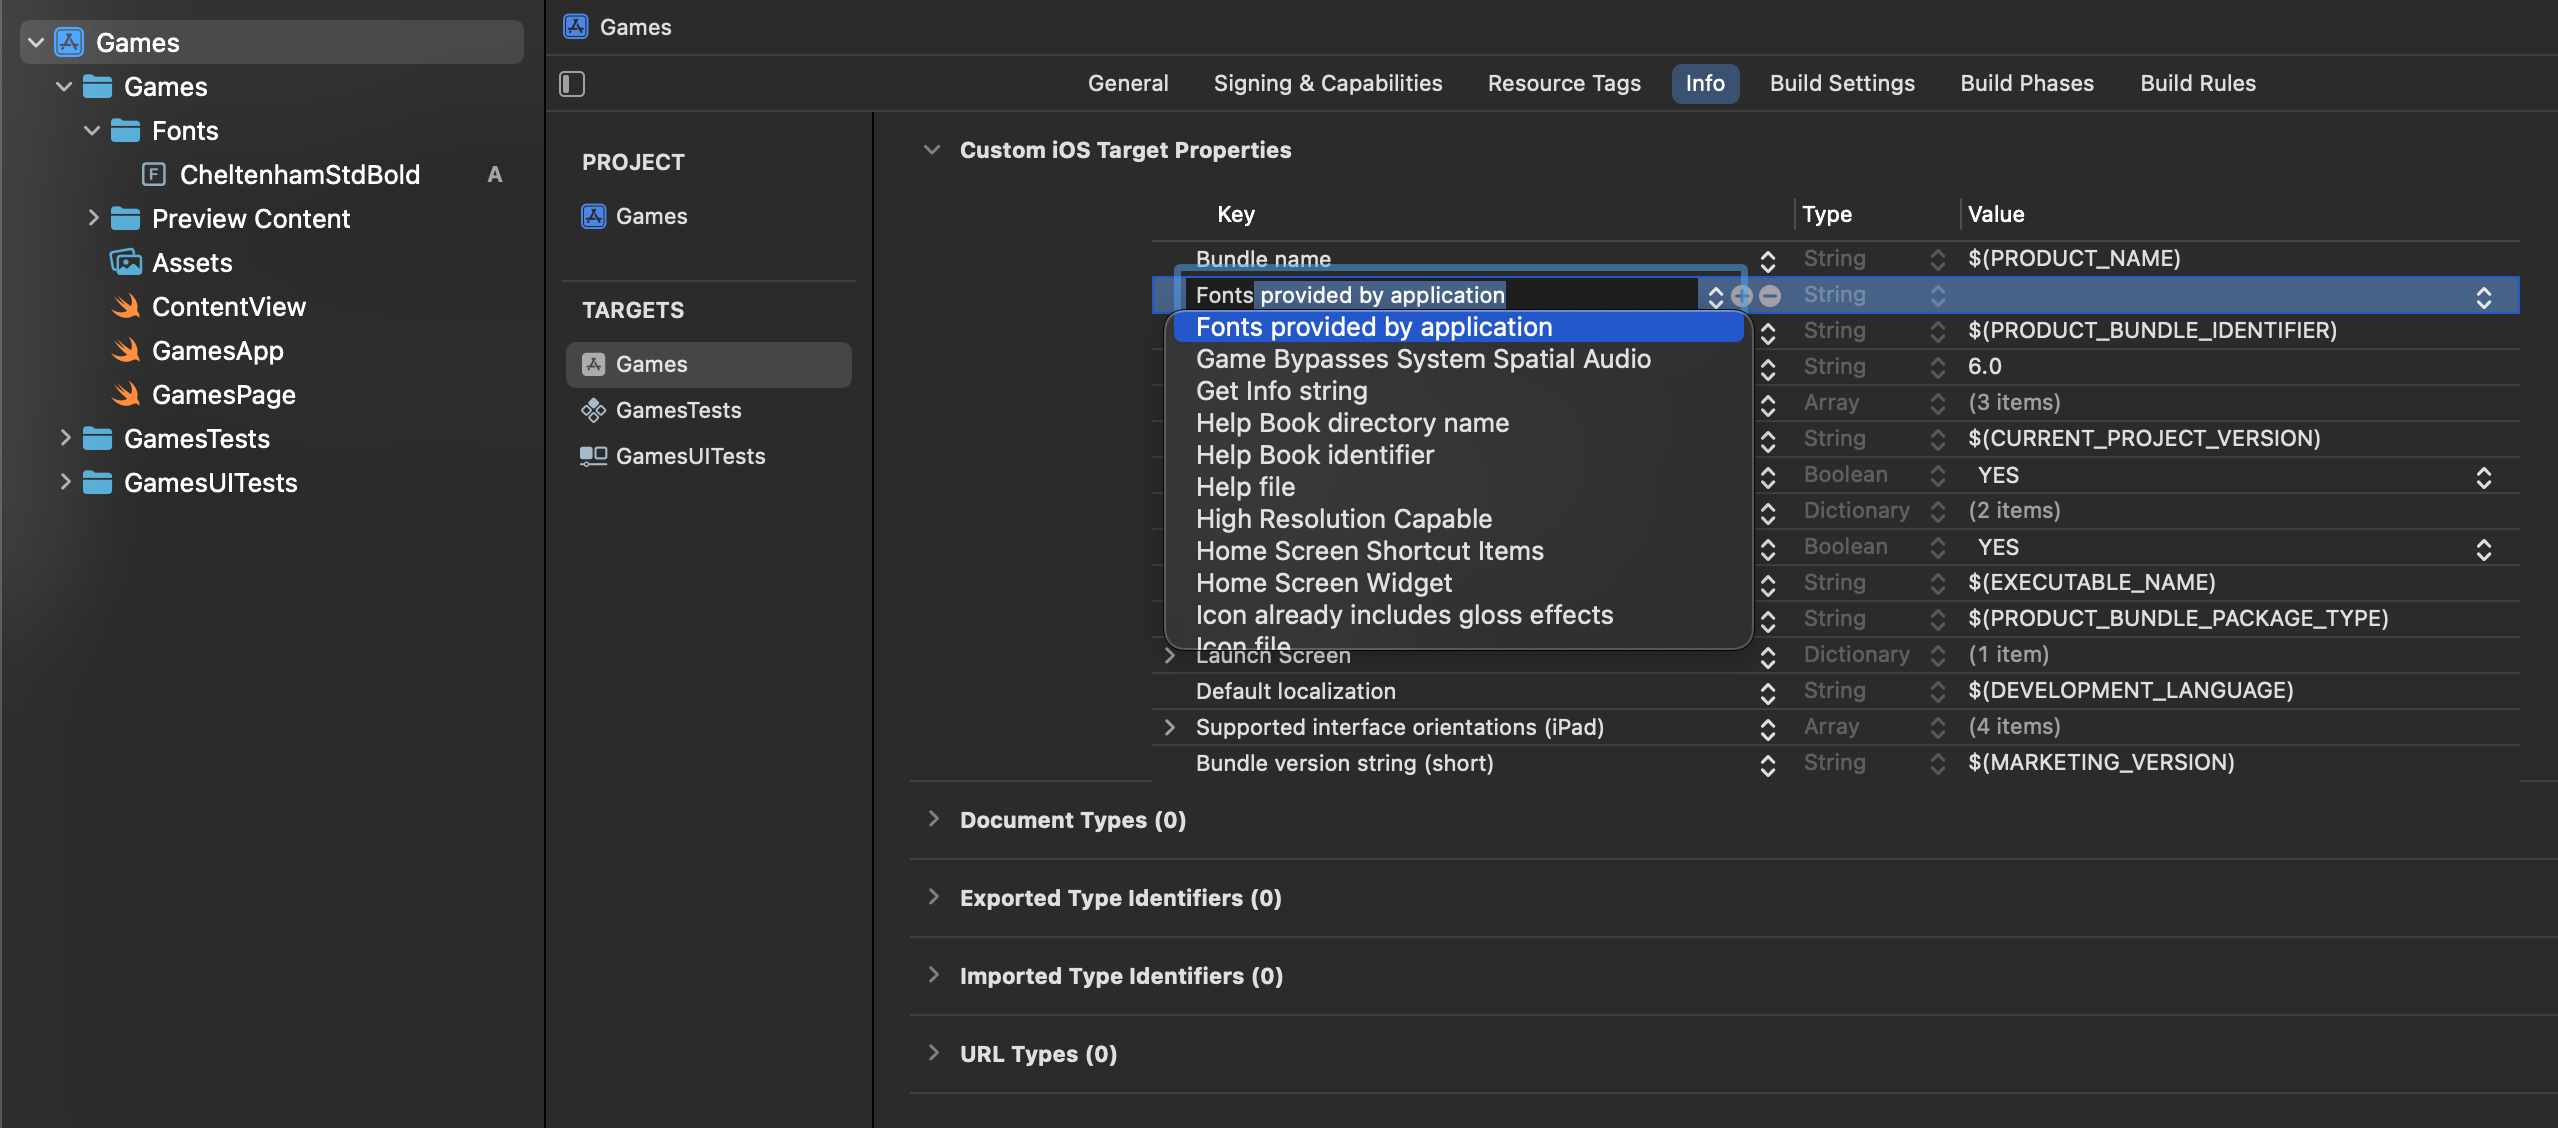 Games
Games
Fonts
CheltenhamStdBold A
Preview Content
Assets
ContentView
GamesApp
GamesPage
GamesTests
GamesUITests
Games
General Signing & Capabilities Resource Tags Info Build Settings Build Phases Build Rules
PROJECT
Games
TARGETS
Games
GamesTests
GamesUITests
Custom iOS Target Properties
Key Type Value
Bundle name String $(PRODUCT_NAME)
Fonts provided by application String
Fonts provided by application
Game Bypasses System Spatial Audio
Get Info string
Help Book directory name
Help Book identifier
Help file
High Resolution Capable
Home Screen Shortcut Items
Home Screen Widget
Icon already includes gloss effects
Icon file
String $(PRODUCT_BUNDLE_IDENTIFIER)
String 6.0
Array (3 items)
String $(CURRENT_PROJECT_VERSION)
Boolean YES
Dictionary (2 items)
Boolean YES
String $(EXECUTABLE_NAME)
String $(PRODUCT_BUNDLE_PACKAGE_TYPE)
Launch Screen Dictionary (1 item)
Default localization String $(DEVELOPMENT_LANGUAGE)
Supported interface orientations (iPad) Array (4 items)
Bundle version string (short) String $(MARKETING_VERSION)
Document Types (0)
Exported Type Identifiers (0)
Imported Type Identifiers (0)
URL Types (0)